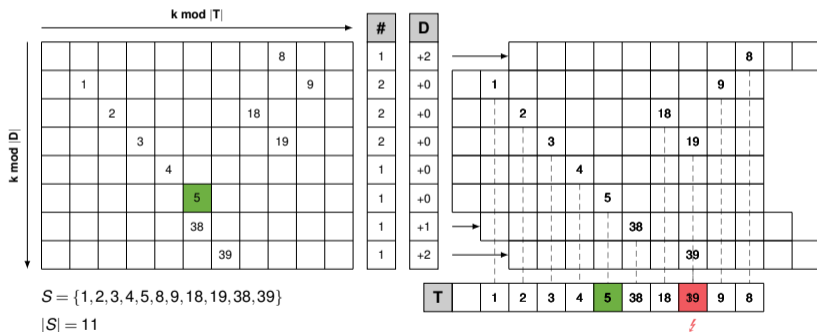 k mod |T|
# D
8 1 +2 8
1 9 2 +0 1 9
2 18 2 +0 2 18
3 19 2 +0 3 19
4 1 +0 4
5 1 +0 5
38 1 +1 38
39 1 +2 39
k mod |D|
S = {1,2,3,4,5,8,9,18,19,38,39} T 1 2 3 4 5 38 18 39 9 8
|S| = 11